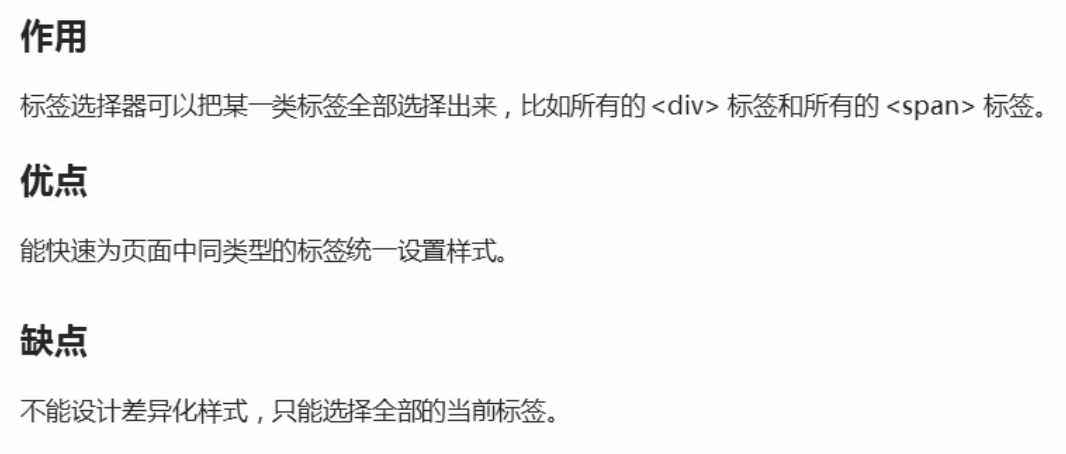 作用
标签选择器可以把某一类标签全部选择出来，比如所有的 <div> 标签和所有的 <span> 标签。
优点
能快速为页面中同类型的标签统一设置样式。
缺点
不能设计差异化样式，只能选择全部的当前标签。